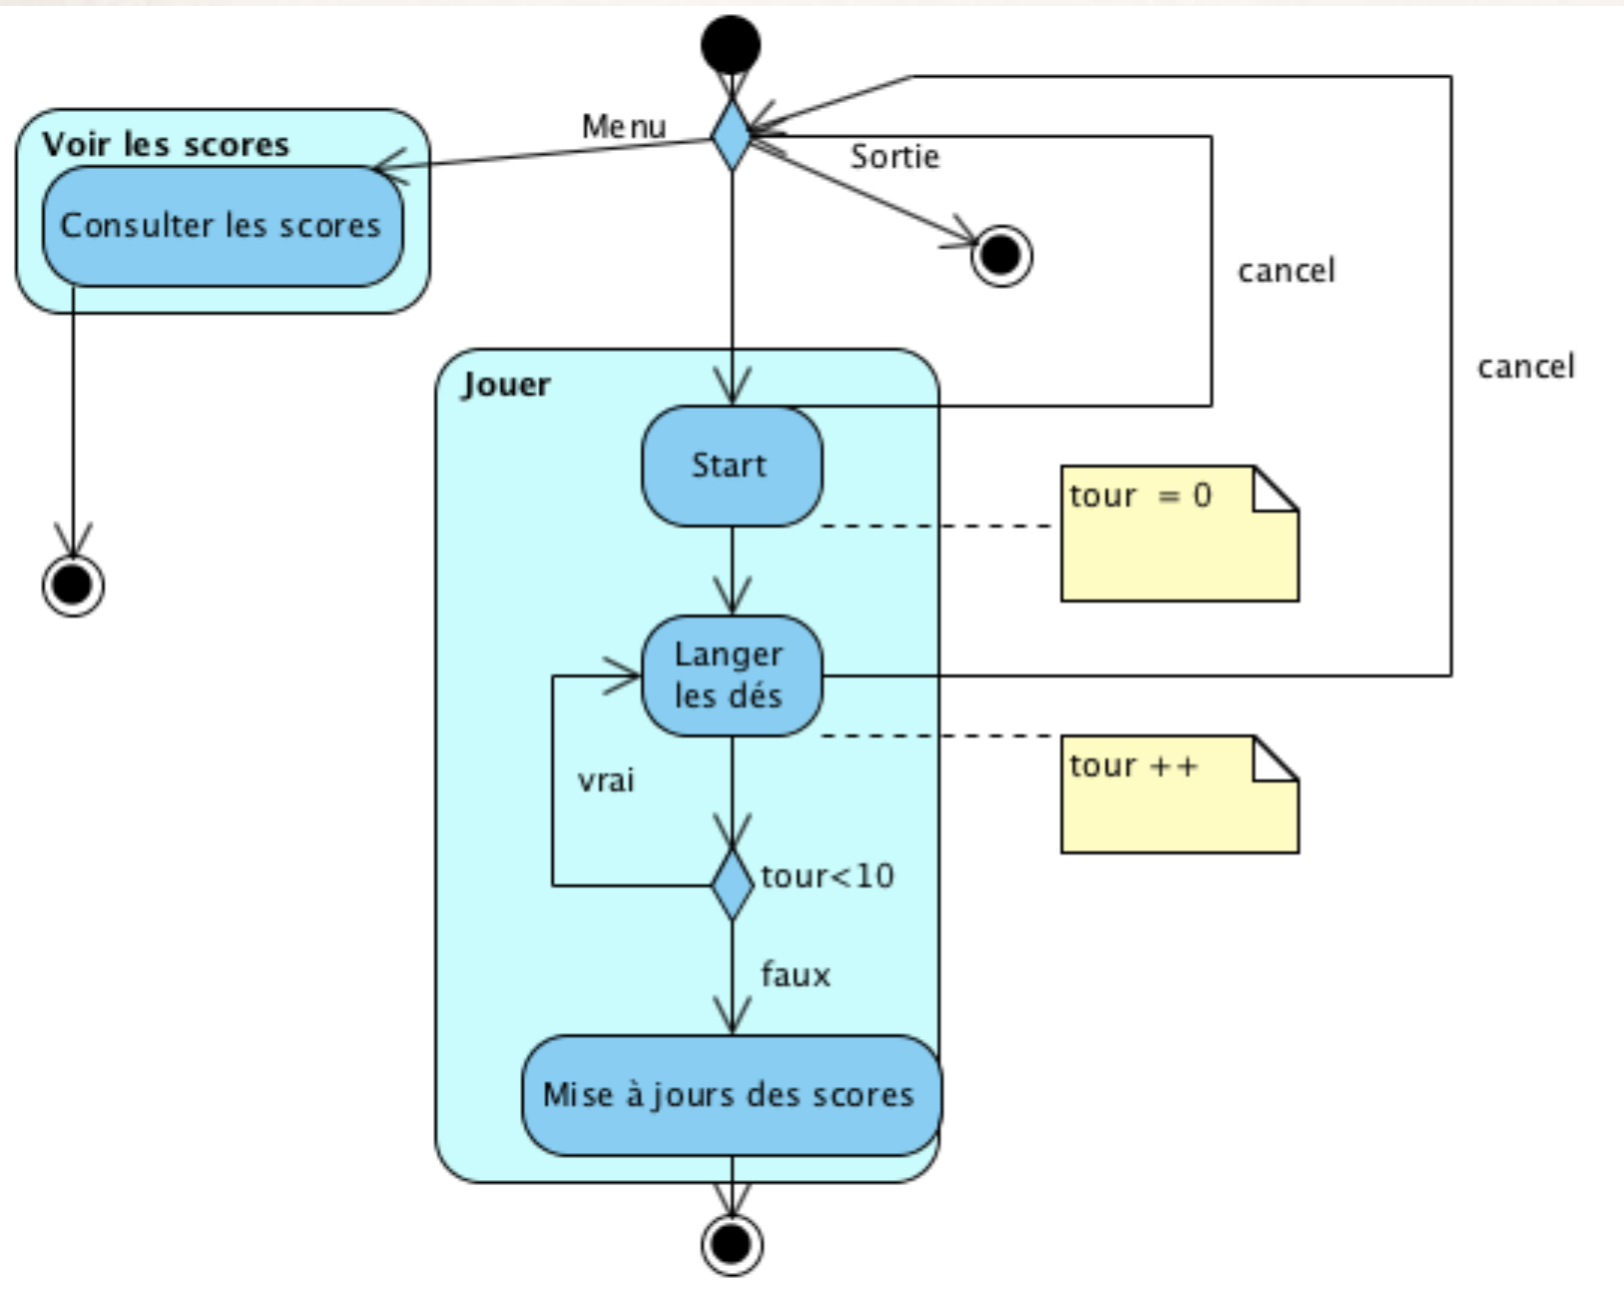 Menu
Voir les scores
Sortie
Consulter les scores
cancel
cancel
Jouer
Start
tour = 0
Langer
les dés
vrai
tour ++
tour<10
faux
Mise à jours des scores